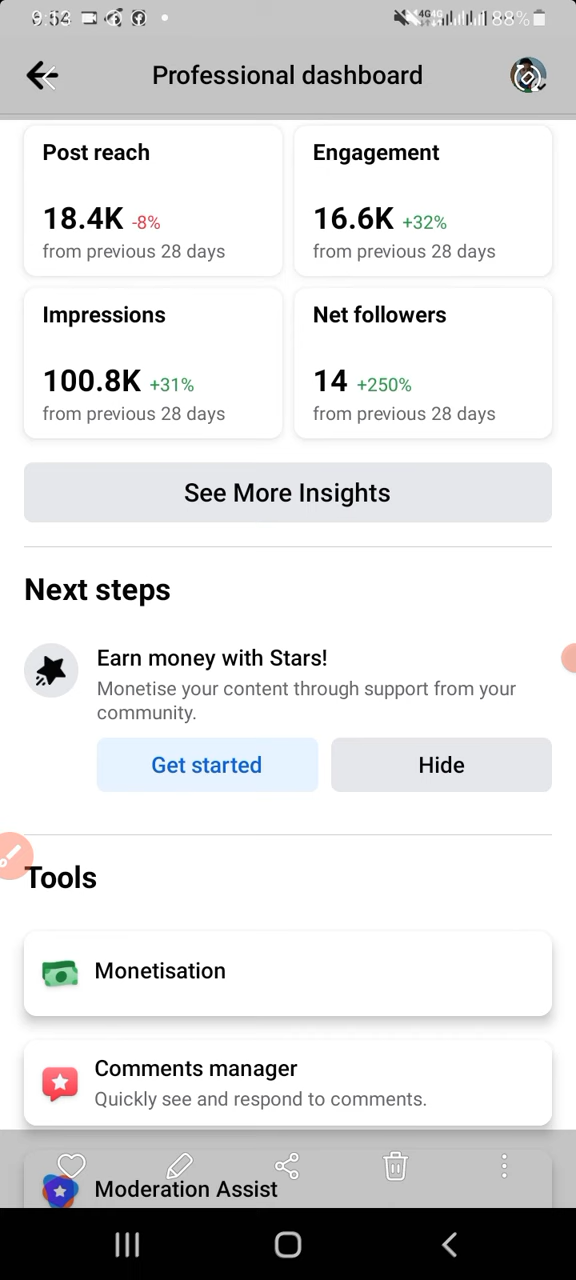 9:54
88%
Professional dashboard
Post reach
18.4K -8%
from previous 28 days
Engagement
16.6K +32%
from previous 28 days
Impressions
100.8K +31%
from previous 28 days
Net followers
14 +250%
from previous 28 days
See More Insights
Next steps
Earn money with Stars!
Monetise your content through support from your
community.
Get started
Hide
Tools
Monetisation
Comments manager
Quickly see and respond to comments.
Moderation Assist